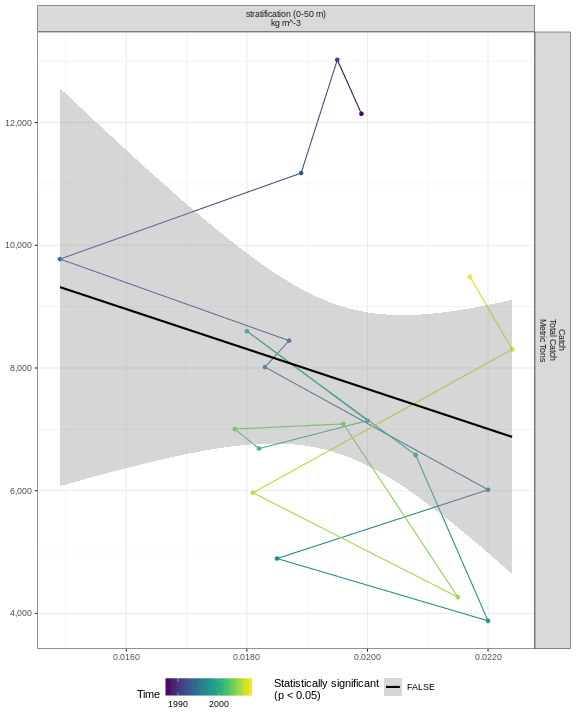 stratification (0-50 m)
kg m^-3
12,000
10,000
8,000
6,000
4,000
Catch
Total Catch
Metric Tons
0.0160
0.0180
0.0200
0.0220
Time
1990
2000
Statistically significant
(p < 0.05)
FALSE